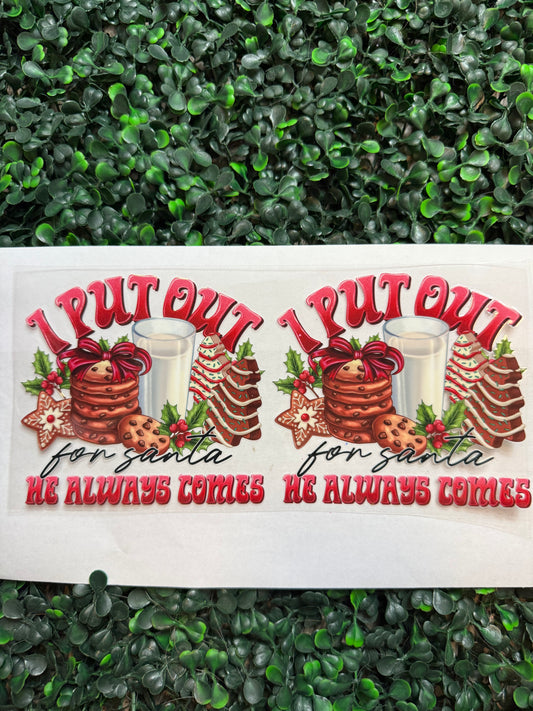 I PUT OUT
for santa
HE ALWAYS COMES
I PUT OUT
for santa
HE ALWAYS COMES